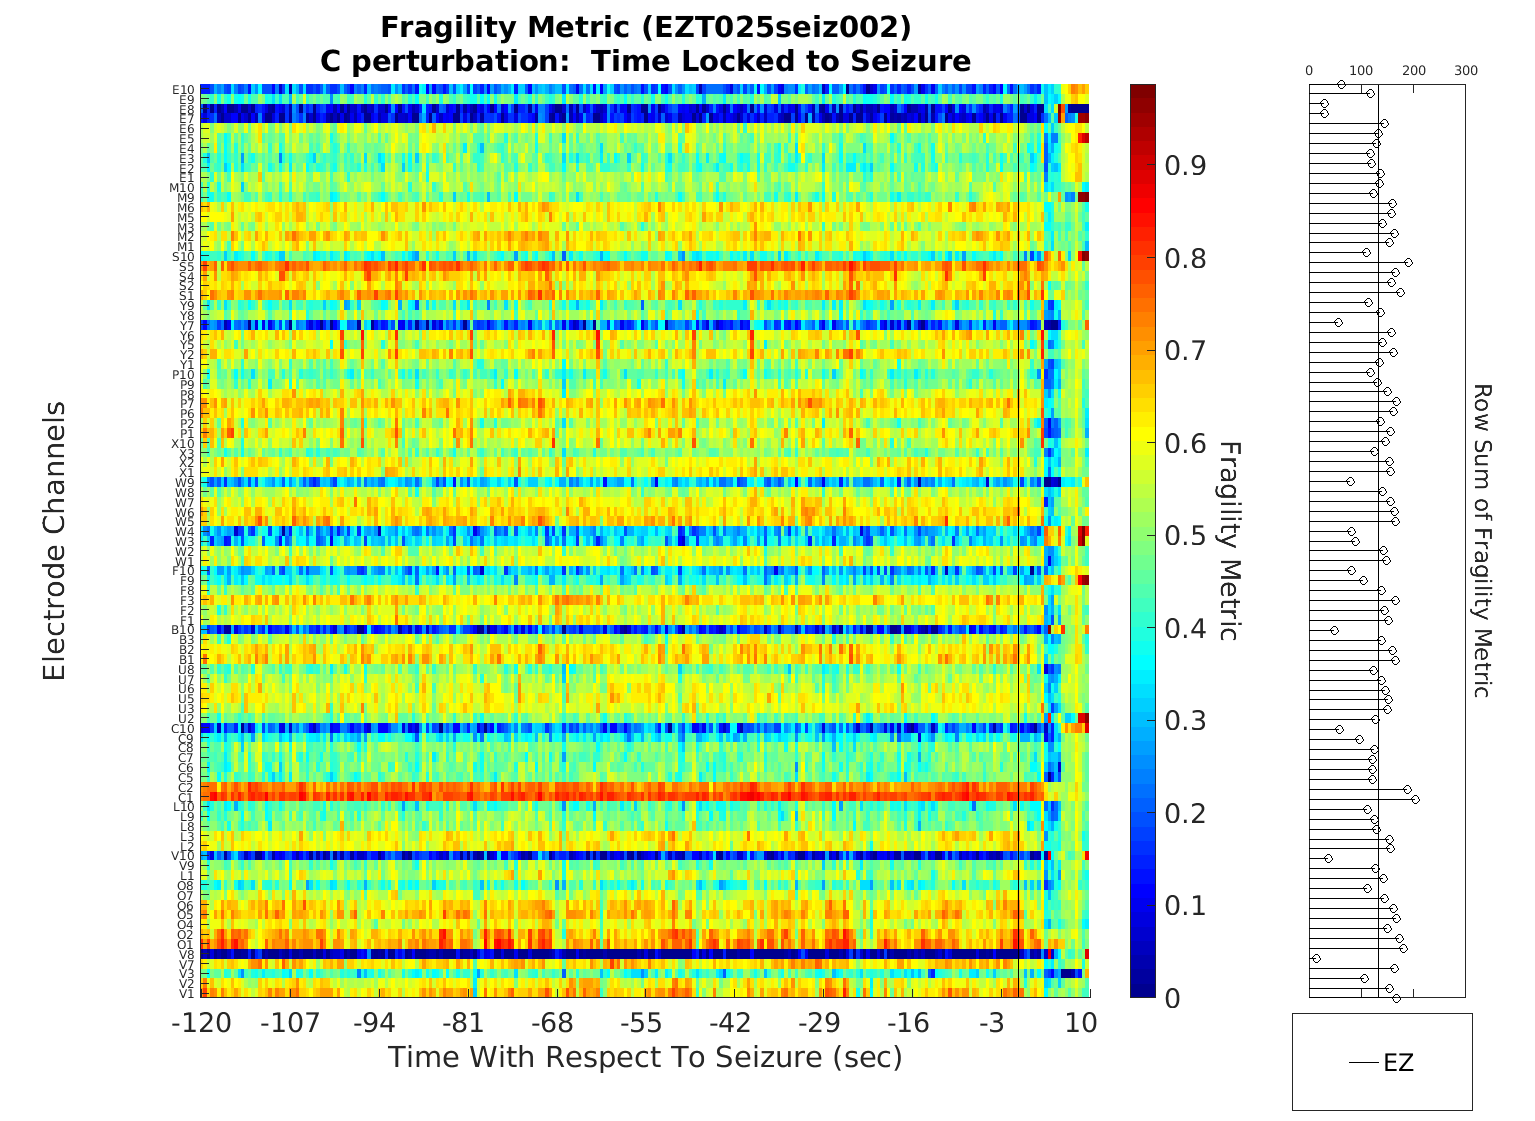 Fragility Metric (EZT025seiz002)
C perturbation: Time Locked to Seizure
Electrode Channels
E10
E9
E8
E7
E6
E5
E4
E3
E2
E1
M10
M9
M6
M5
M3
M2
M1
S10
S5
S4
S2
S1
Y9
Y8
Y7
Y6
Y5
Y2
Y1
P10
P9
P8
P7
P6
P2
P1
X10
X3
X2
X1
W9
W8
W7
W6
W5
W4
W3
W2
W1
F10
F9
F8
F3
F2
F1
B10
B3
B2
B1
U8
U7
U6
U5
U3
U2
C10
C9
C8
C7
C6
C5
C2
C1
L10
L9
L8
L3
L2
V10
V9
L1
O8
O7
O6
O5
O4
O2
O1
V8
V7
V3
V2
V1
-120 -107 -94 -81 -68 -55 -42 -29 -16 -3 10
Time With Respect To Seizure (sec)
0.9
0.8
0.7
0.6
0.5
0.4
0.3
0.2
0.1
0
Fragility Metric
0 100 200 300
Row Sum of Fragility Metric
EZ